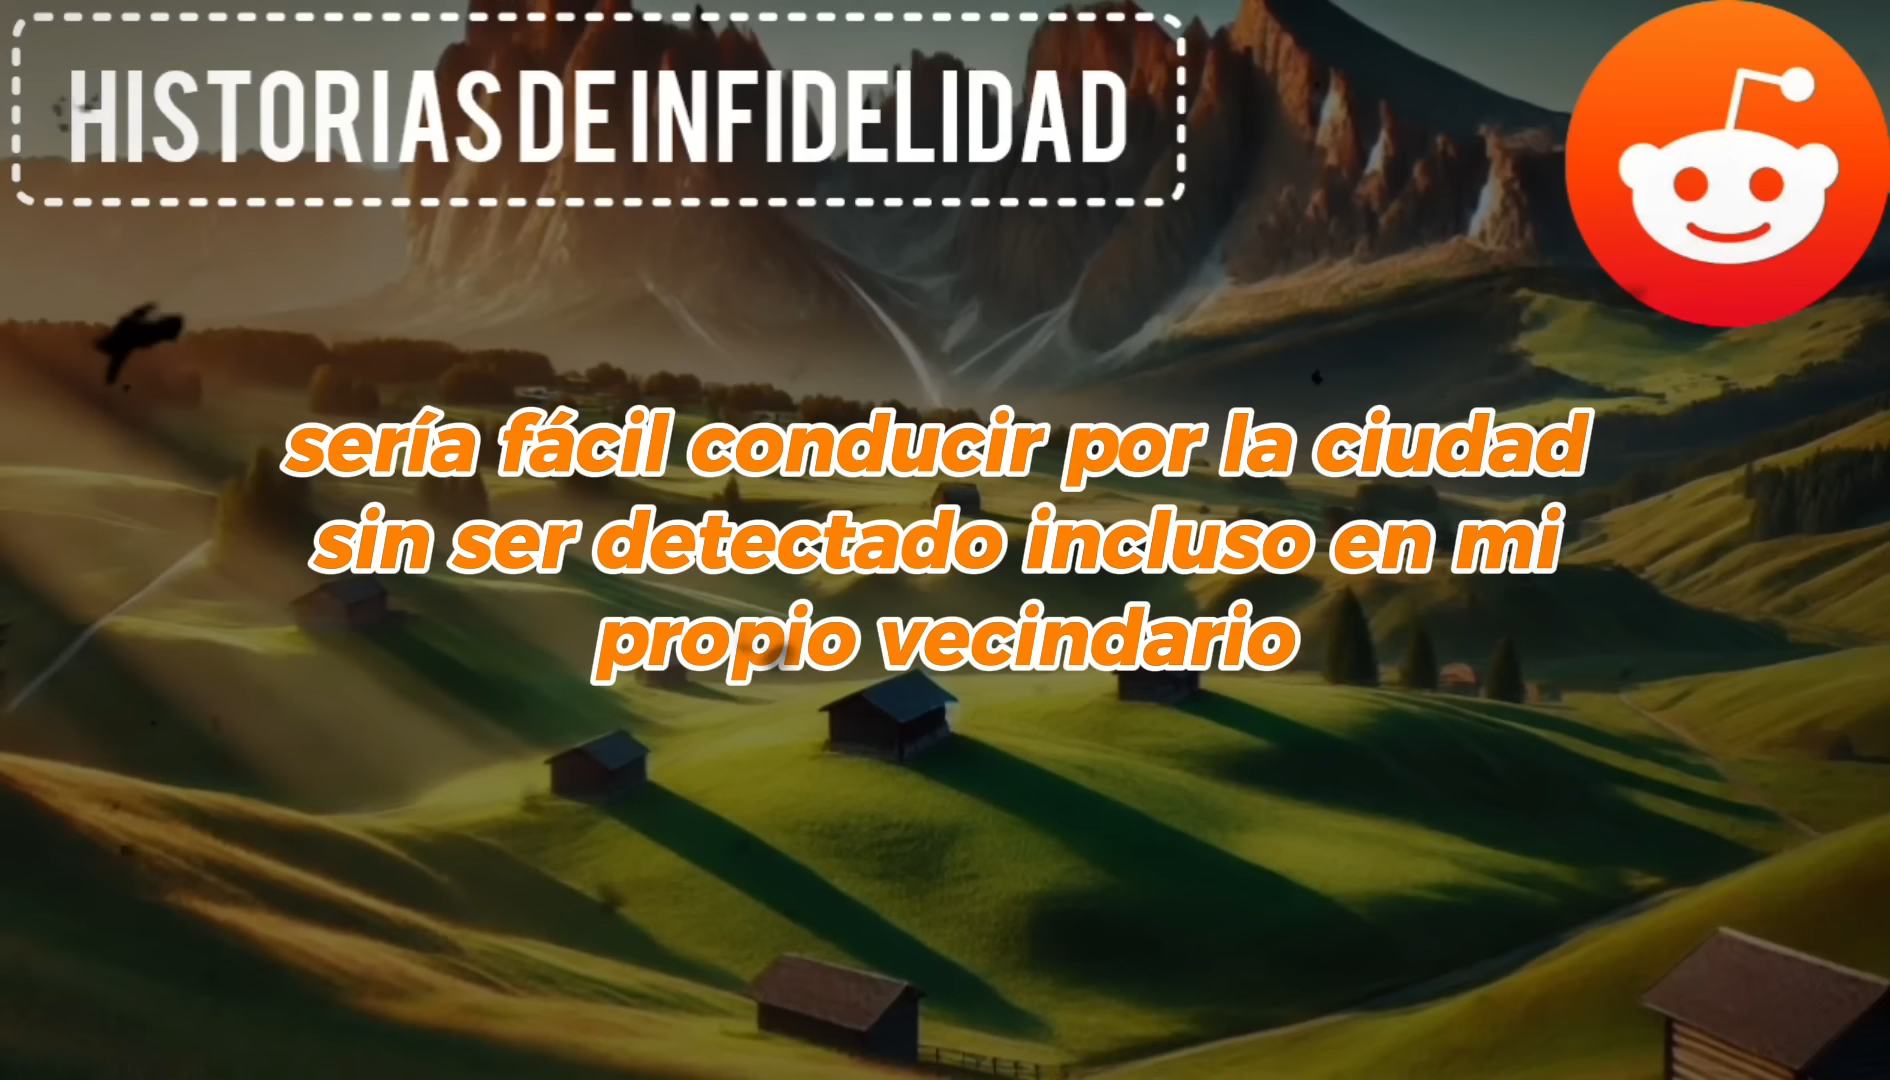 HISTORIAS DE INFIDELIDAD
sería fácil conducir por la ciudad
sin ser detectado incluso en mi
propio vecindario